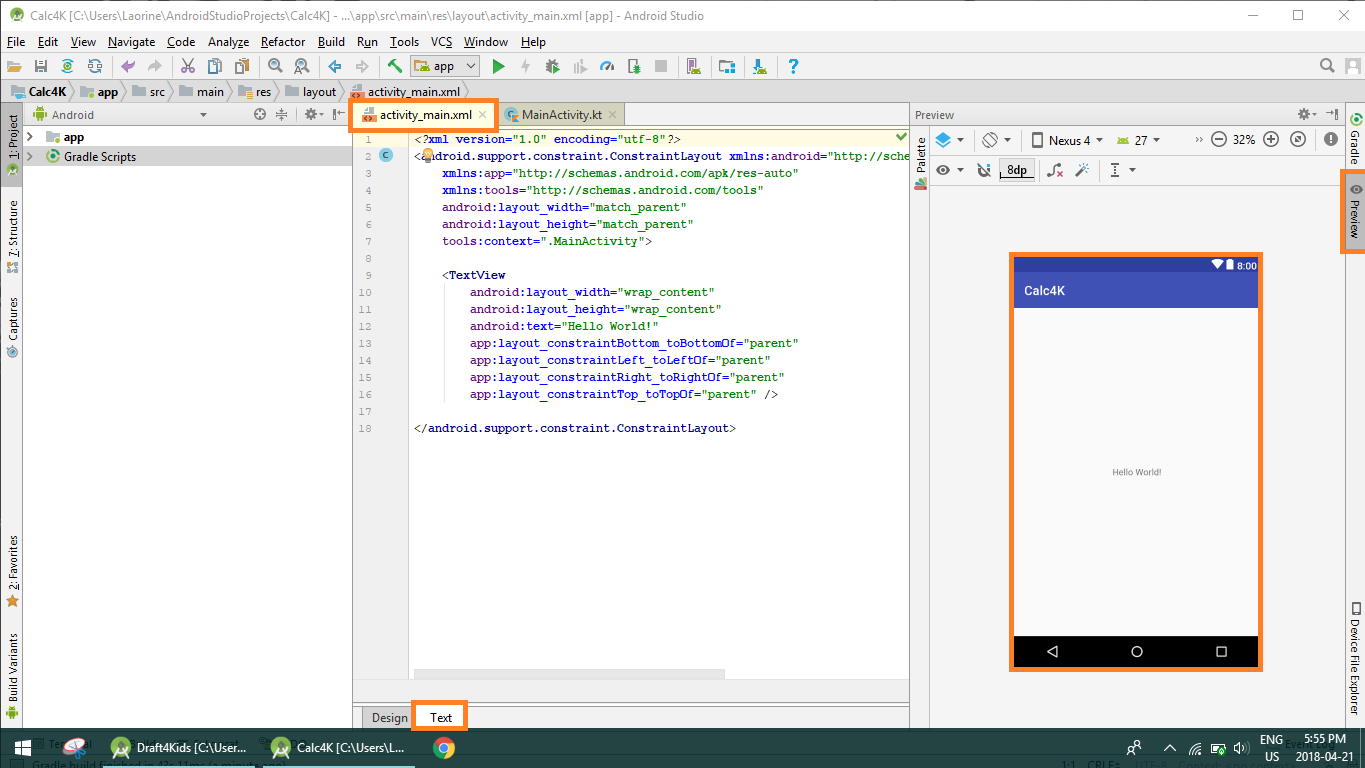 Calc4K [C:\Users\Laorine\AndroidStudioProjects\Calc4K] - ...\app\src\main\res\layout\activity_main.xml [app] - Android Studio
File Edit View Navigate Code Analyze Refactor Build Run Tools VCS Window Help
app
Calc4K app src main res layout activity_main.xml
1: Project
7: Structure
Captures
2: Favorites
Build Variants
Android
app
Gradle Scripts
activity_main.xml MainActivity.kt
1 <?xml version="1.0" encoding="utf-8"?>
2 <android.support.constraint.ConstraintLayout xmlns:android="http://sche
3 xmlns:app="http://schemas.android.com/apk/res-auto"
4 xmlns:tools="http://schemas.android.com/tools"
5 android:layout_width="match_parent"
6 android:layout_height="match_parent"
7 tools:context=".MainActivity">
8
9 <TextView
10 android:layout_width="wrap_content"
11 android:layout_height="wrap_content"
12 android:text="Hello World!"
13 app:layout_constraintBottom_toBottomOf="parent"
14 app:layout_constraintLeft_toLeftOf="parent"
15 app:layout_constraintRight_toRightOf="parent"
16 app:layout_constraintTop_toTopOf="parent" />
17
18 </android.support.constraint.ConstraintLayout>
Design Text
Preview
Palette
Nexus 4 27 32%
8dp
8:00
Calc4K
Hello World!
Gradle
Preview
Device File Explorer
Draft4Kids [C:\User... Calc4K [C:\Users\L...
ENG
US
5:55 PM
2018-04-21
Gradle build finished in